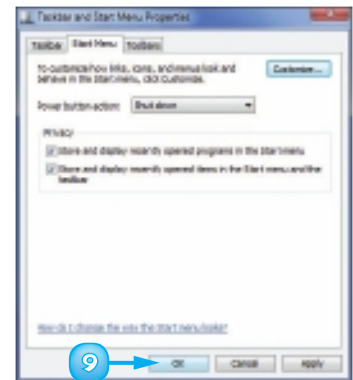 Taskbar and Start Menu Properties
Taskbar Start Menu Toolbars
To customize how links, icons, and menus look and
behave in the Start menu, click Customize.
Customize...
Power button action: Shut down
Privacy
Store and display recently opened programs in the Start menu
Store and display recently opened items in the Start menu and the
taskbar
How do I change the way the Start menu looks?
9
OK Cancel Apply